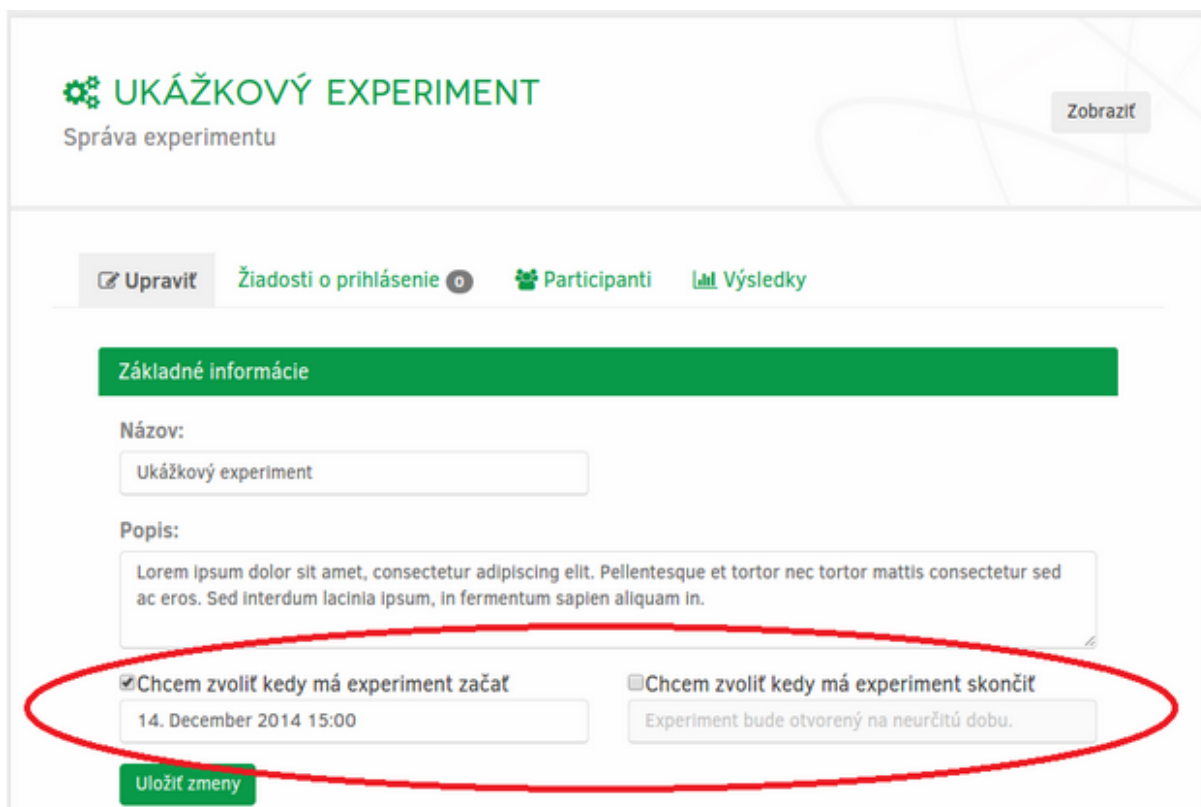 UKÁŽKOVÝ EXPERIMENT
Správa experimentu
Zobraziť
Upraviť Žiadosti o prihlásenie 0 Participanti Výsledky
Základné informácie
Názov:
Ukážkový experiment
Popis:
Lorem ipsum dolor sit amet, consectetur adipiscing elit. Pellentesque et tortor nec tortor mattis consectetur sed
ac eros. Sed interdum lacinia ipsum, in fermentum sapien aliquam in.
Chcem zvoliť kedy má experiment začať Chcem zvoliť kedy má experiment skončiť
14. December 2014 15:00 Experiment bude otvorený na neurčitú dobu.
Uložiť zmeny